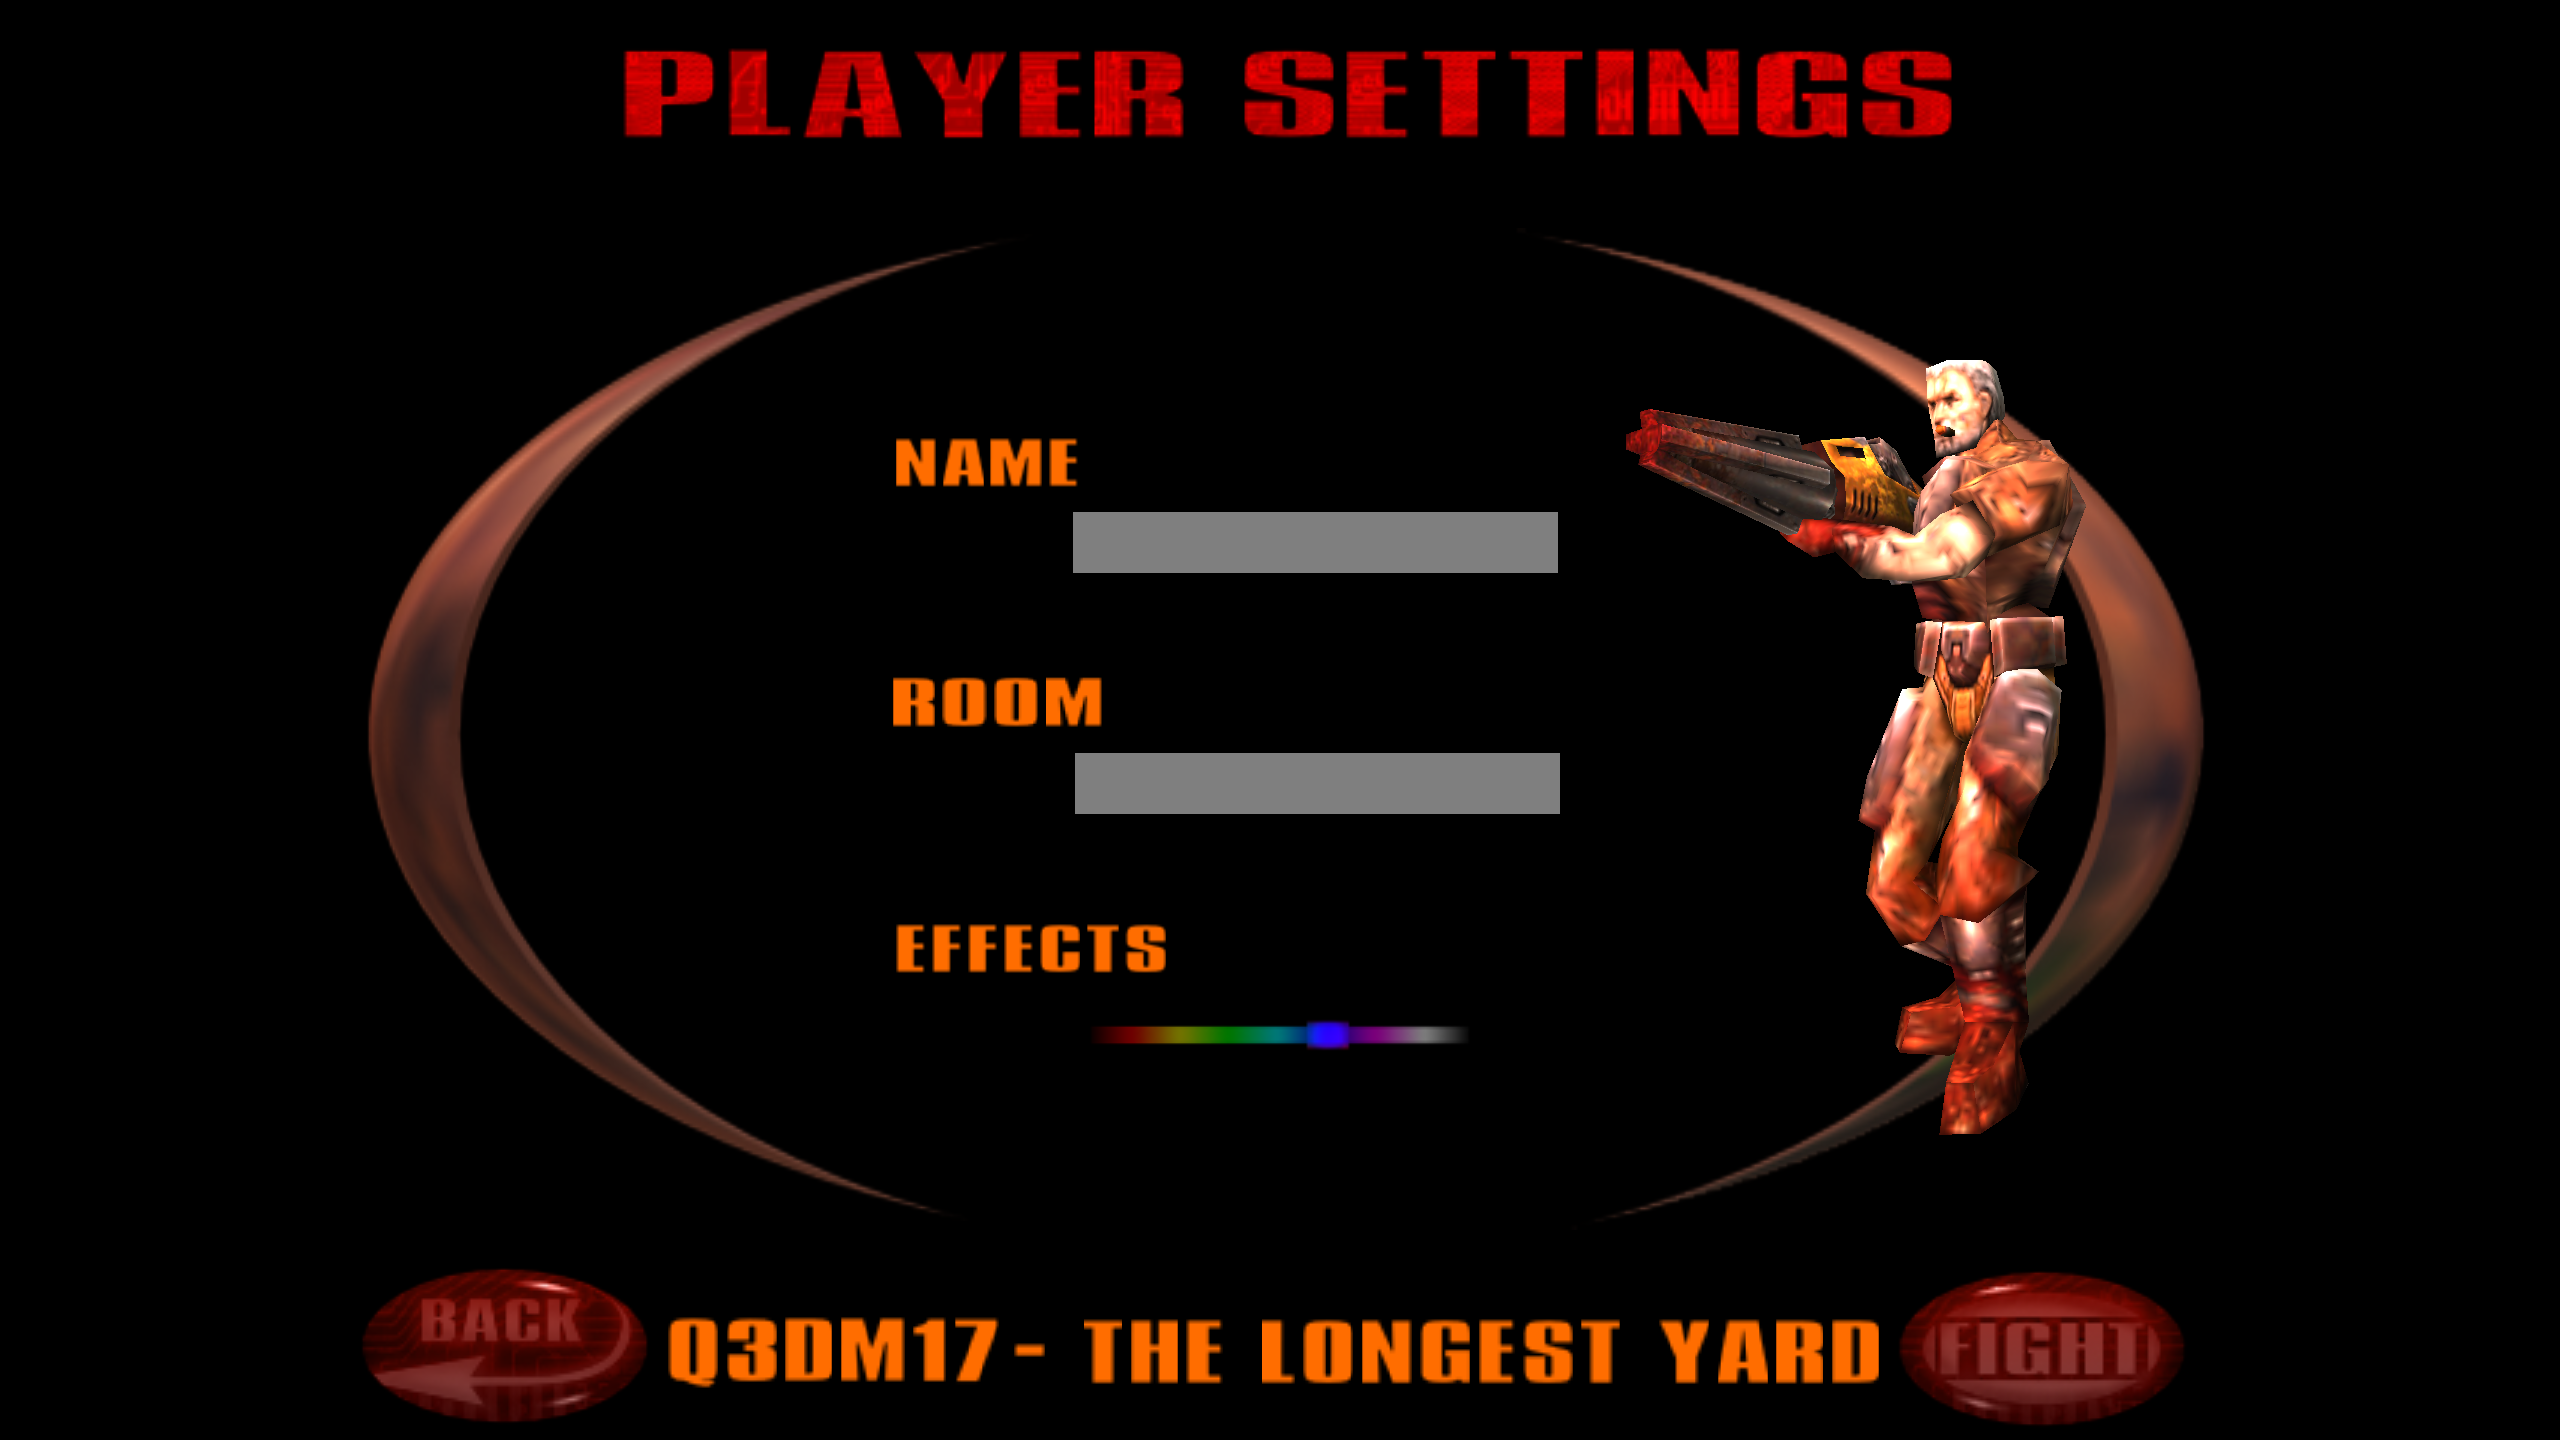 PLAYER SETTINGS
NAME
ROOM
EFFECTS
BACK
Q3DM17 - THE LONGEST YARD
FIGHT